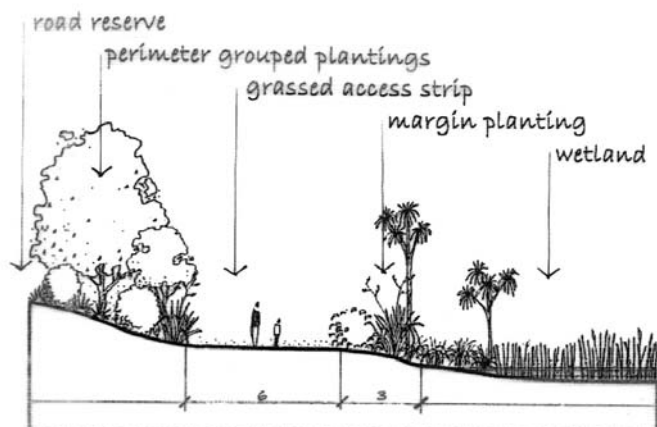 road reserve
perimeter grouped plantings
grassed access strip
margin planting
wetland
6
3